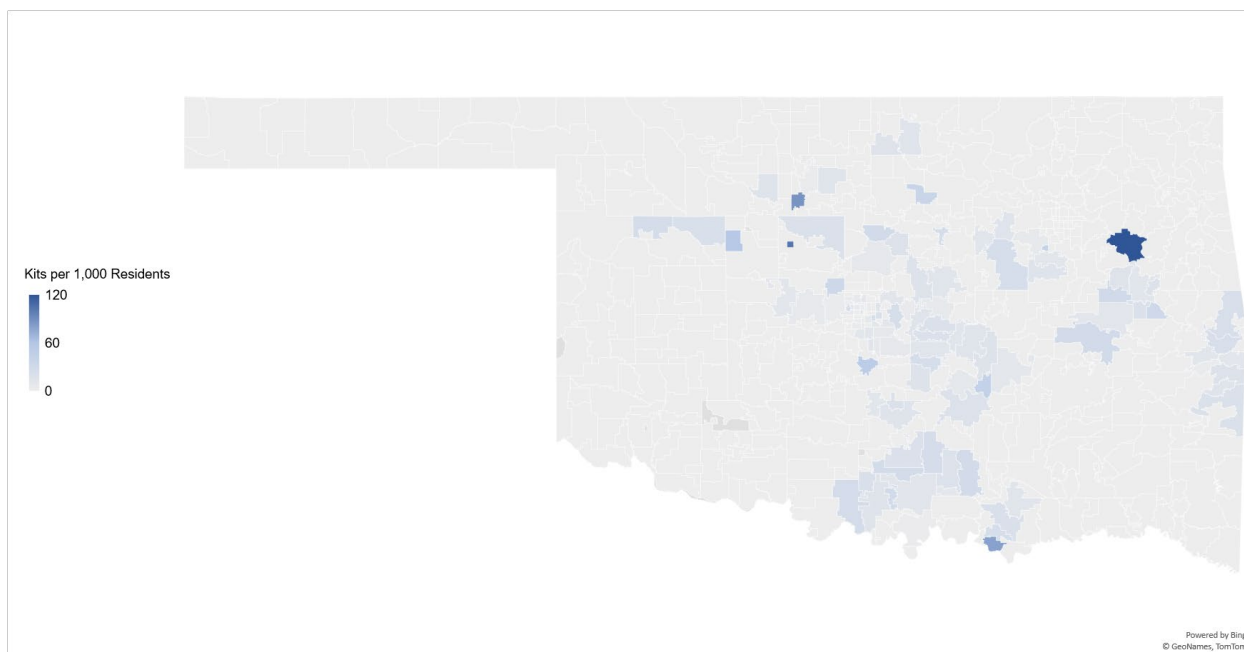 Kits per 1,000 Residents
120
60
0
Powered by Bing
© GeoNames, TomTom